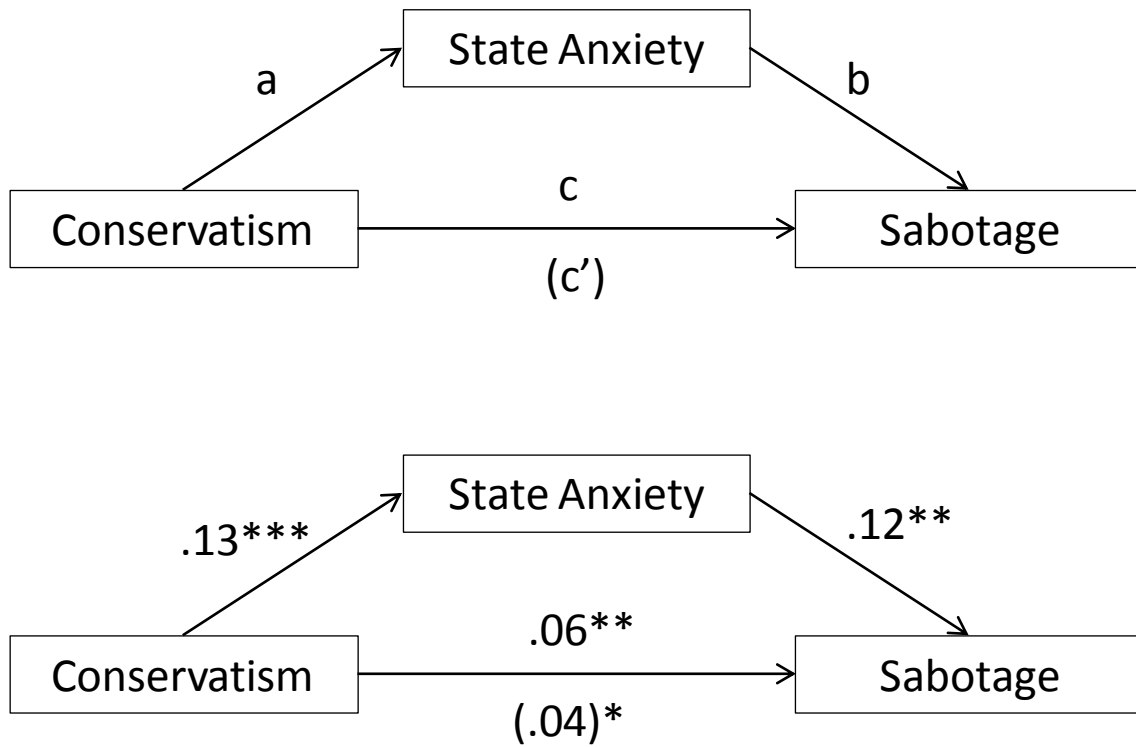 State Anxiety
a
b
Conservatism
c
Sabotage
(c’)
State Anxiety
.13***
.12**
Conservatism
.06**
Sabotage
(.04)*